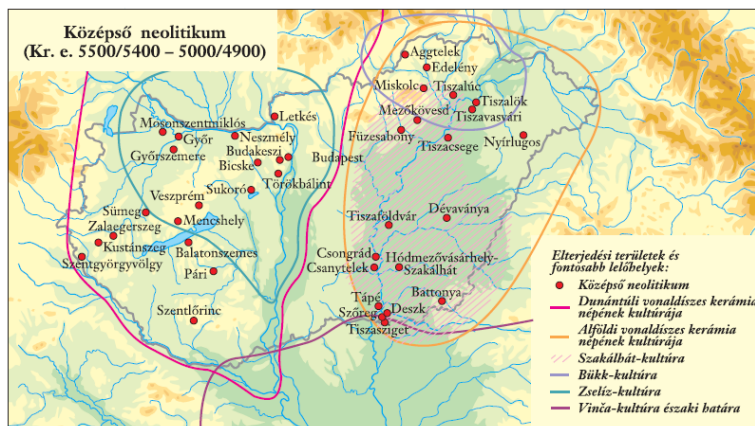 Középső neolitikum
(Kr. e. 5500/5400 – 5000/4900)
Aggtelek
Edelény
Miskolc
Tiszalúc
Tiszalök
Mezőkövesd
Tiszavasvári
Füzesabony
Tiszacsege
Nyírlugos
Letkés
Mosonszentmiklós
Győr
Neszmély
Győrszemere
Budakeszi
Bicske
Budapest
Törökbálint
Sukoró
Veszprém
Sümeg
Mencshely
Zalaegerszeg
Kustánszeg
Szentgyörgyvölgy
Balatonszemes
Pári
Szentlőrinc
Tiszaföldvár
Dévaványa
Csongrád
Csanytelek
Hódmezővásárhely-
Szakálhát
Battonya
Tápé
Szőreg
Deszk
Tiszasziget
Elterjedési területek és
fontosabb lelőhelyek:
Középső neolitikum
Dunántúli vonaldíszes kerámia
népének kultúrája
Alföldi vonaldíszes kerámia
népének kultúrája
Szakálhát-kultúra
Bükk-kultúra
Zselíz-kultúra
Vinča-kultúra északi határa